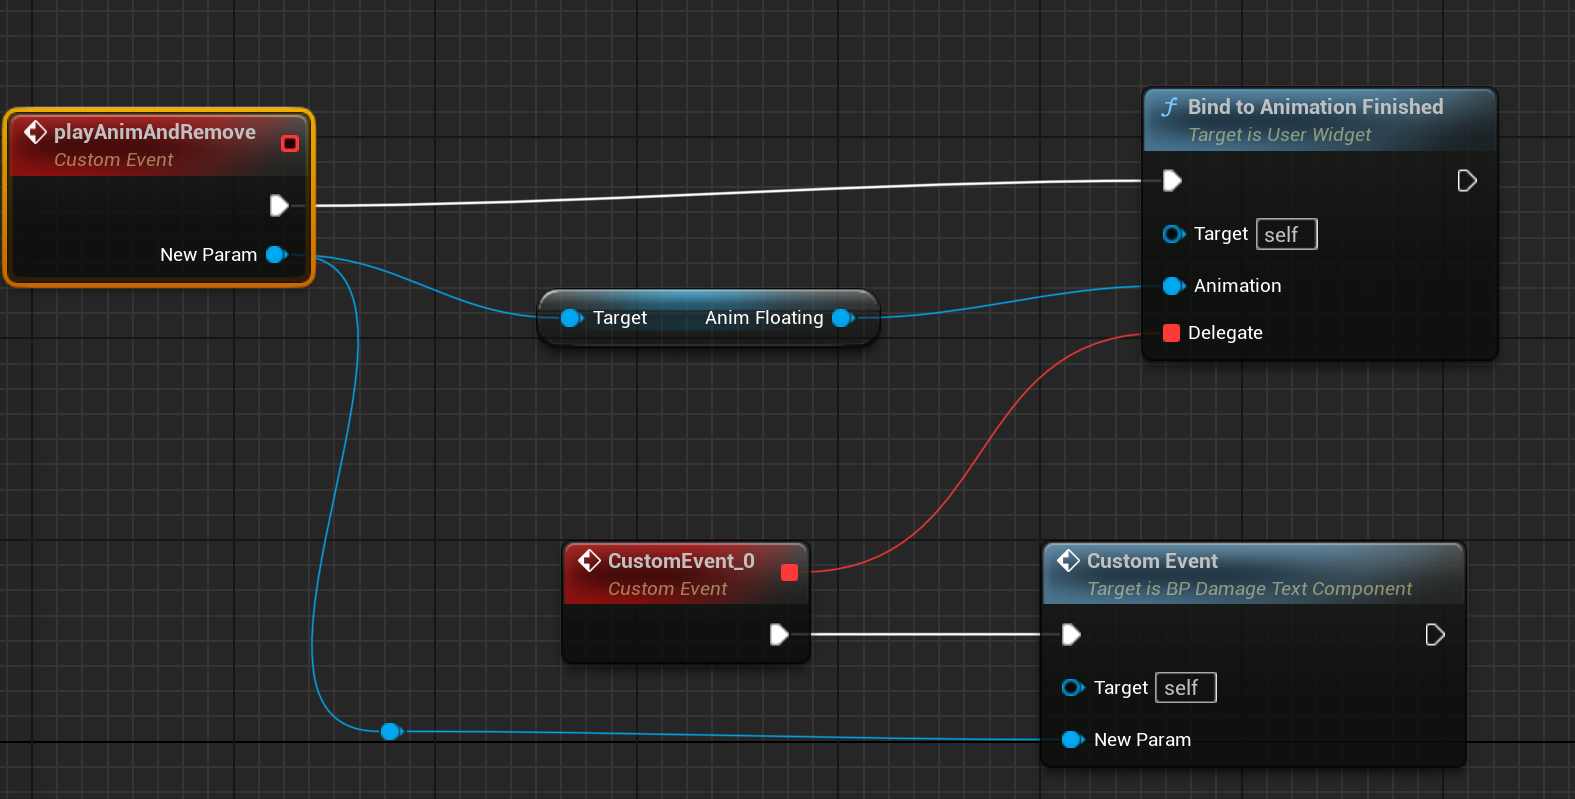 playAnimAndRemove
Custom Event
New Param
Target
Anim Floating
f Bind to Animation Finished
Target is User Widget
Target self
Animation
Delegate
CustomEvent_0
Custom Event
Custom Event
Target is BP Damage Text Component
Target self
New Param